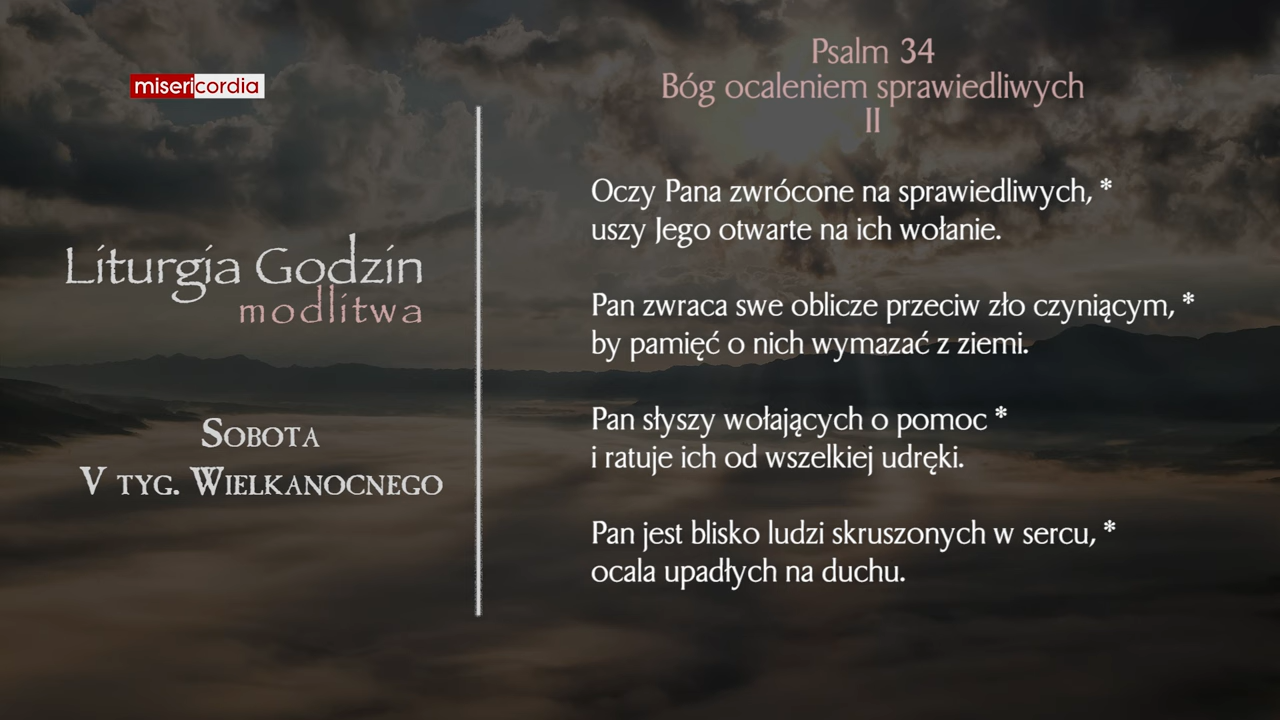 misericordia
Liturgia Godzin
modlitwa
Sobota
V tyg. Wielkanocnego
Psalm 34
Bóg ocaleniem sprawiedliwych
II
Oczy Pana zwrócone na sprawiedliwych, *
uszy Jego otwarte na ich wołanie.
Pan zwraca swe oblicze przeciw zło czyniącym, *
by pamięć o nich wymazać z ziemi.
Pan słyszy wołających o pomoc *
i ratuje ich od wszelkiej udręki.
Pan jest blisko ludzi skruszonych w sercu, *
ocala upadłych na duchu.